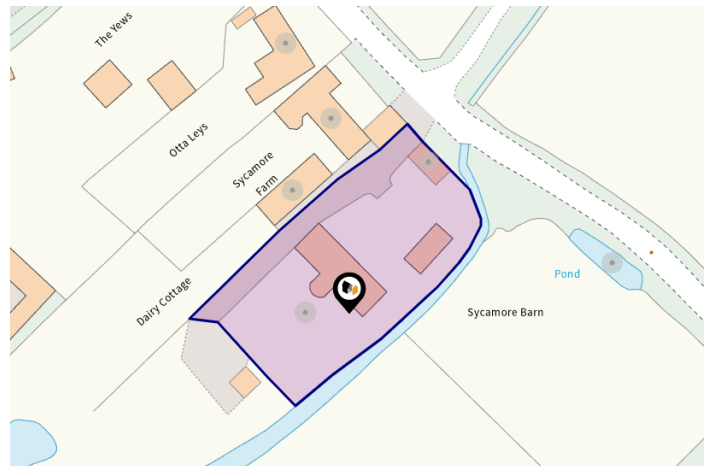 The Yews
Otta Leys
Sycamore
Farm
Dairy Cottage
Pond
Sycamore Barn